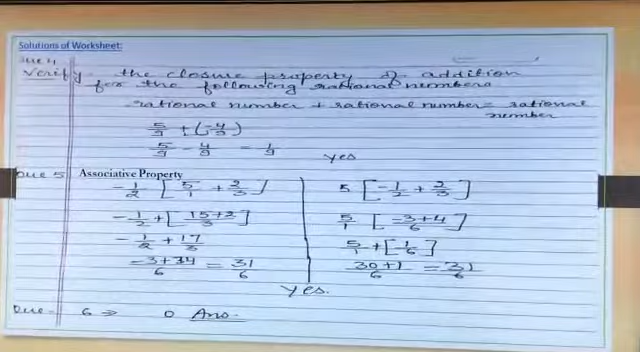 Solutions of Worksheet:
Que 4
Verify the closure property of addition
for the following rational numbers
rational number + rational number = rational
number
5/9 + (-4/9)
5/9 - 4/9 = 1/9
yes
Que 5 Associative Property
-1/2 [5/1 + 2/3]
5 [-1/2 + 2/3]
-1/2 + [15+2/3]
5/1 [-3+4/6]
-1/2 + 17/3
5/1 + [1/6]
-3+34/6 = 31/6
30+1/6 = 31/6
yes.
Que- 6 ⇒ 0 Ans.